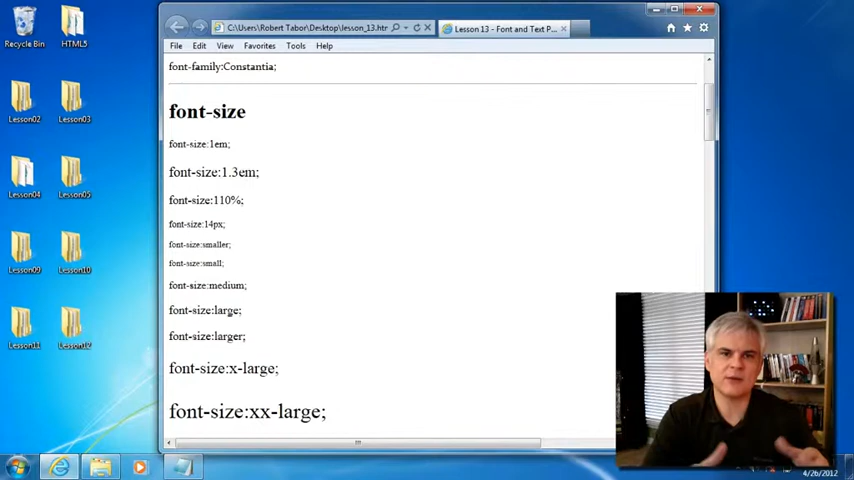 Recycle Bin
HTML5
Lesson02
Lesson03
Lesson04
Lesson05
Lesson09
Lesson10
Lesson11
Lesson12
C:\Users\Robert Tabor\Desktop\lesson_13.htr
Lesson 13 - Font and Text P...
File Edit View Favorites Tools Help
font-family:Constantia;
font-size
font-size:1em;
font-size:1.3em;
font-size:110%;
font-size:14px;
font-size:smaller;
font-size:small;
font-size:medium;
font-size:large;
font-size:larger;
font-size:x-large;
font-size:xx-large;
4/26/2012